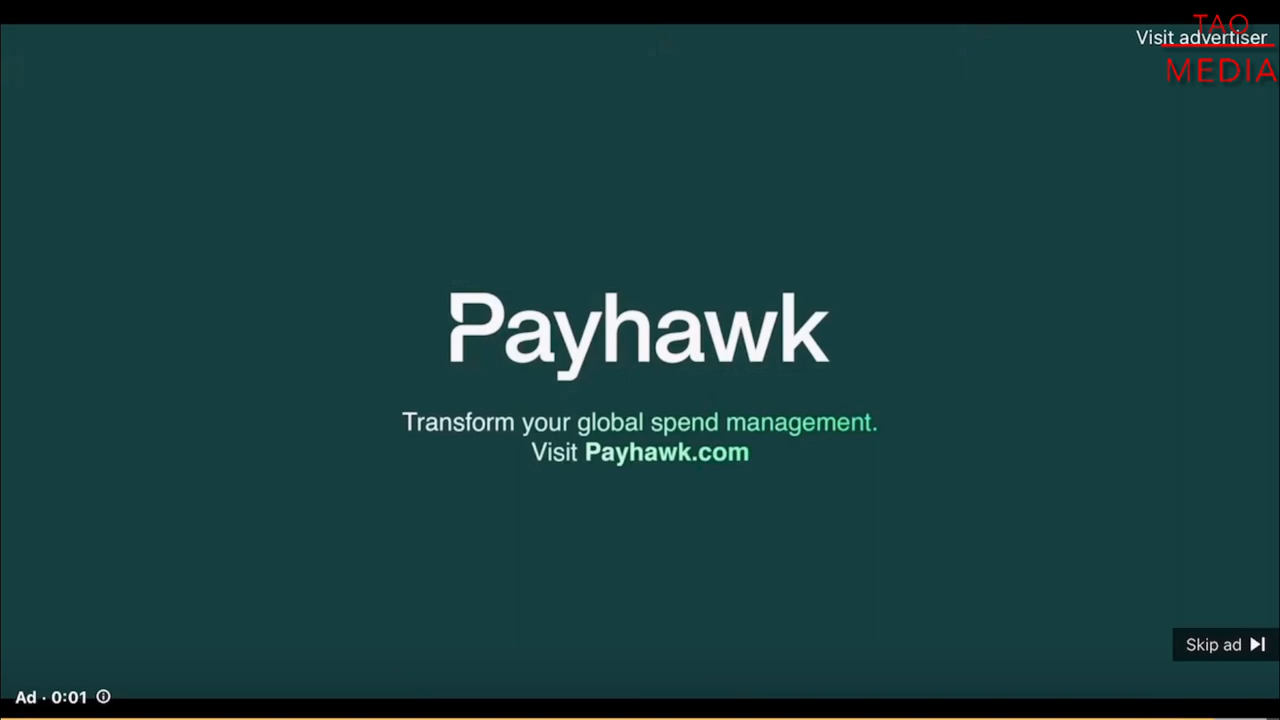 TAO
Visit advertiser
MEDIA
Payhawk
Transform your global spend management.
Visit Payhawk.com
Skip ad
Ad · 0:01